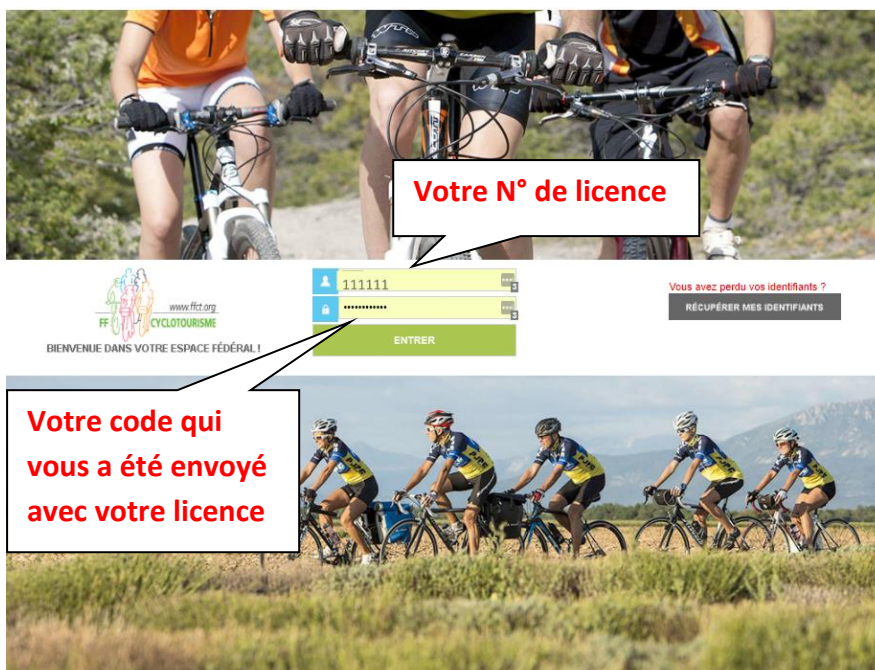 Votre N° de licence
111111
www.ffct.org
FF CYCLOTOURISME
BIENVENUE DANS VOTRE ESPACE FÉDÉRAL !
ENTRER
Vous avez perdu vos identifiants ?
RÉCUPÉRER MES IDENTIFIANTS
Votre code qui
vous a été envoyé
avec votre licence